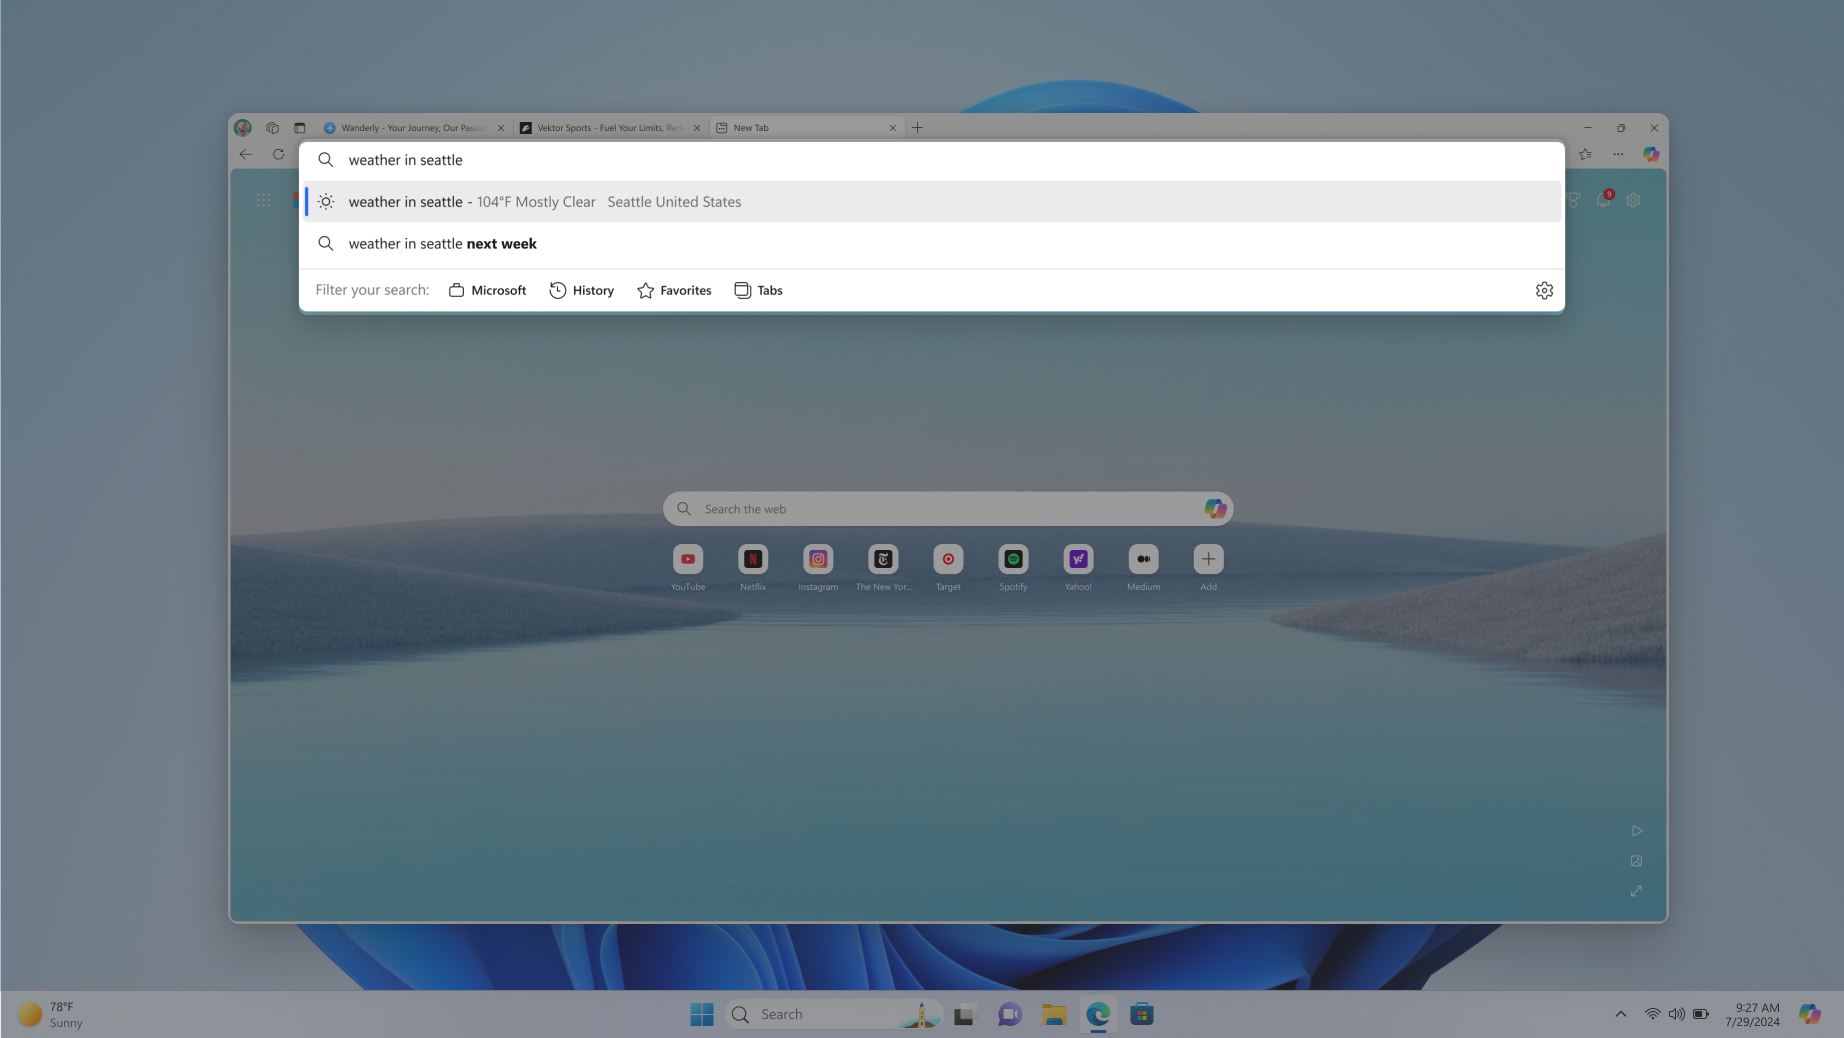 Wanderly - Your Journey, Our Passio
Vektor Sports - Fuel Your Limits, Rede
New Tab
weather in seattle
weather in seattle - 104°F Mostly Clear Seattle United States
9
weather in seattle next week
Filter your search:
Microsoft
History
Favorites
Tabs
Search the web
YouTube
Netflix
Instagram
The New Yor...
Target
Spotify
Yahoo!
Medium
Add
78°F
Sunny
Search
9:27 AM
7/29/2024